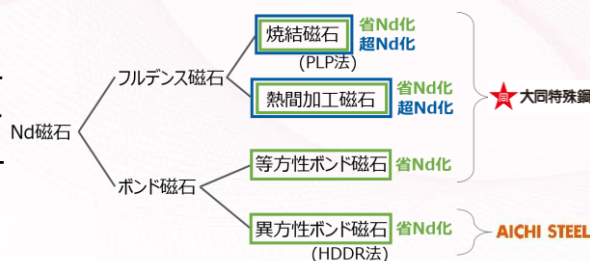 Nd磁石
フルデンス磁石
ボンド磁石
焼結磁石
(PLP法)
省Nd化
超Nd化
熱間加工磁石
省Nd化
超Nd化
等方性ボンド磁石
省Nd化
異方性ボンド磁石
(HDDR法)
省Nd化
同
大同特殊鋼
AICHI STEEL